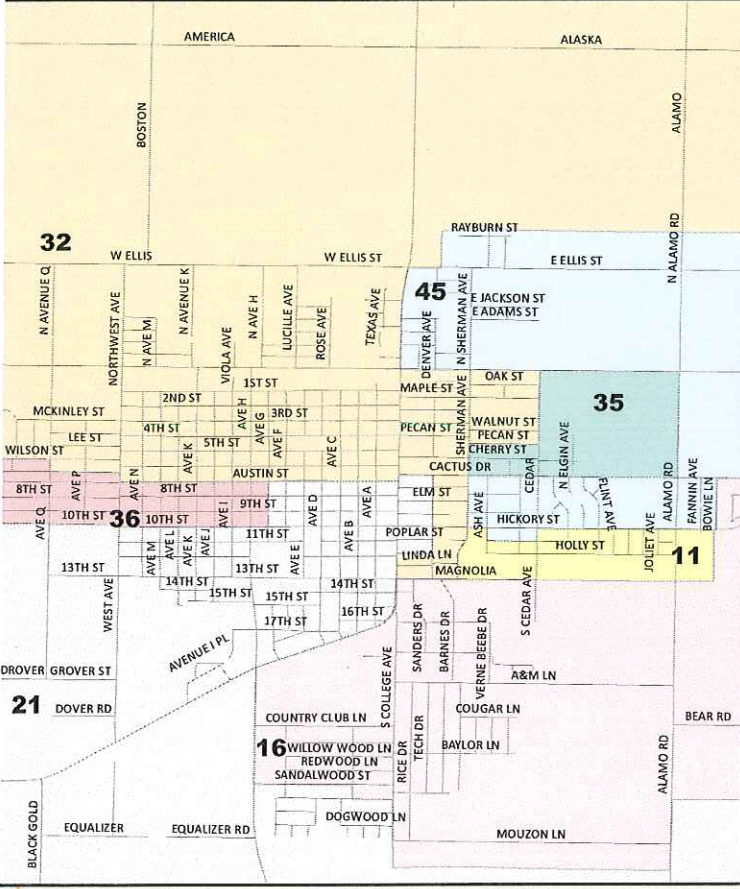 AMERICA
ALASKA
BOSTON
ALAMO
RAYBURN ST
N ALAMO RD
32
W ELLIS
W ELLIS ST
E ELLIS ST
N AVENUE Q
NORTHWEST AVE
N AVE M
N AVENUE K
VIOLA AVE
N AVE H
LUCILLE AVE
ROSE AVE
TEXAS AVE
45
DENVER AVE
N SHERMAN AVE
E JACKSON ST
E ADAMS ST
1ST ST
MAPLE ST
OAK ST
35
2ND ST
MCKINLEY ST
AVE H
AVE G
3RD ST
4TH ST
PECAN ST
SHERMAN AVE
WALNUT ST
PECAN ST
LEE ST
5TH ST
AVE F
CHERRY ST
WILSON ST
AVE K
AVE C
CACTUS DR
CEDAR
N ELGIN AVE
AUSTIN ST
AVE P
AVE N
8TH ST
8TH ST
AVE I
9TH ST
AVE D
AVE A
ELM ST
ASH AVE
FLINT AVE
ALAMO RD
FANNIN AVE
BOWIE LN
AVE Q
10TH ST
36
10TH ST
HICKORY ST
AVE M
AVE L
AVE K
AVE J
11TH ST
AVE E
AVE B
POPLAR ST
LINDA LN
HOLLY ST
JOLIET AVE
11
13TH ST
13TH ST
MAGNOLIA
14TH ST
14TH ST
WEST AVE
15TH ST
15TH ST
16TH ST
17TH ST
S CEDAR AVE
SANDERS DR
BARNES DR
VERNE BEEBE DR
AVENUE I PL
DROVER
GROVER ST
S COLLEGE AVE
A&M LN
21
DOVER RD
COUNTRY CLUB LN
COUGAR LN
BEAR RD
16
WILLOW WOOD LN
REDWOOD LN
SANDALWOOD ST
RICE DR
TECH DR
BAYLOR LN
ALAMO RD
DOGWOOD LN
BLACK GOLD
EQUALIZER
EQUALIZER RD
MOUZON LN